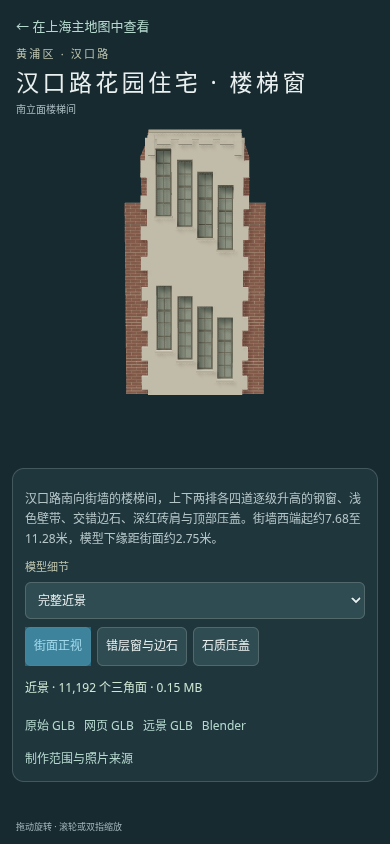 ← 在上海主地图中查看
黄浦区 · 汉口路
汉口路花园住宅 · 楼梯窗
南立面楼梯间
汉口路南向街墙的楼梯间，上下两排各四道逐级升高的钢窗、浅
色壁带、交错边石、深红砖肩与顶部压盖。街墙西端起约7.68至
11.28米，模型下缘距街面约2.75米。
模型细节
完整近景
街面正视 错层窗与边石 石质压盖
近景 · 11,192 个三角面 · 0.15 MB
原始 GLB 网页 GLB 远景 GLB Blender
制作范围与照片来源
拖动旋转 · 滚轮或双指缩放